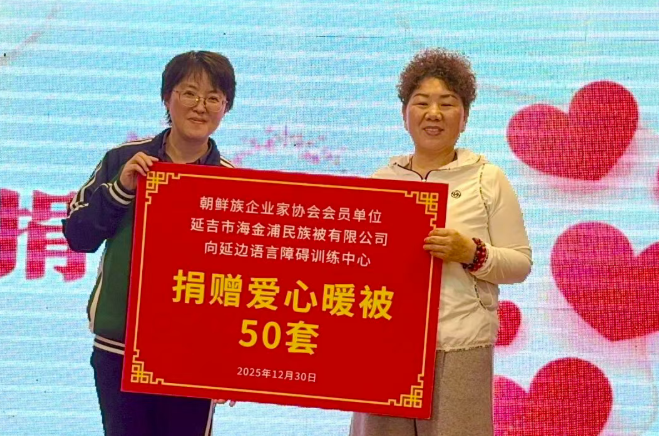 捐
朝鲜族企业家协会会员单位
延吉市海金浦民族被有限公司
向延边语言障碍训练中心
捐赠爱心暖被
50套
2025年12月30日